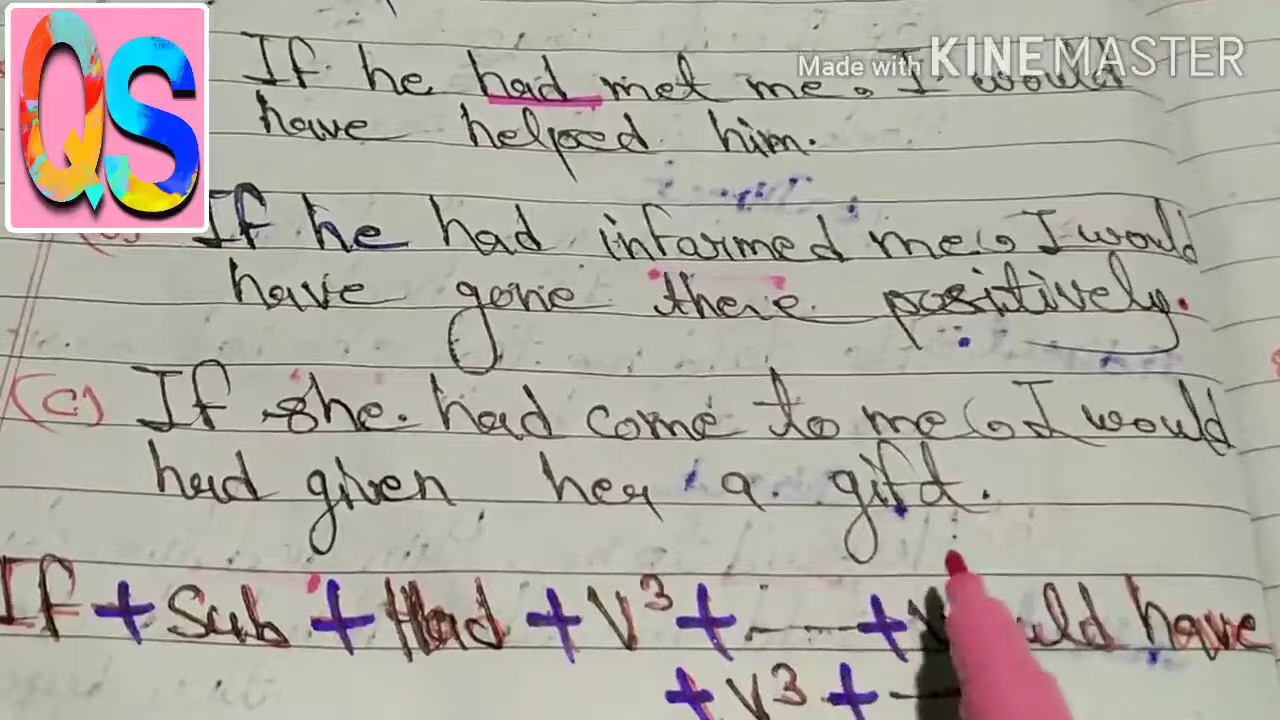 QS
Made with KINEMASTER
If he had met me, I would
have helped him.
(b) If he had informed me, I would
have gone there positively.
(c) If she had come to me, I would
had given her a gift.
If + Sub + Had + V3 + ---- + would have
+ V3 + --